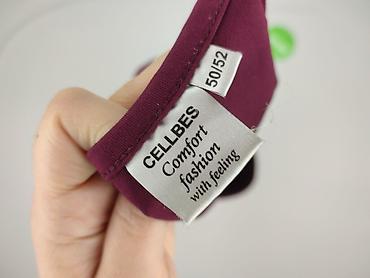 50/52
CELLBES
Comfort
fashion
with feeling